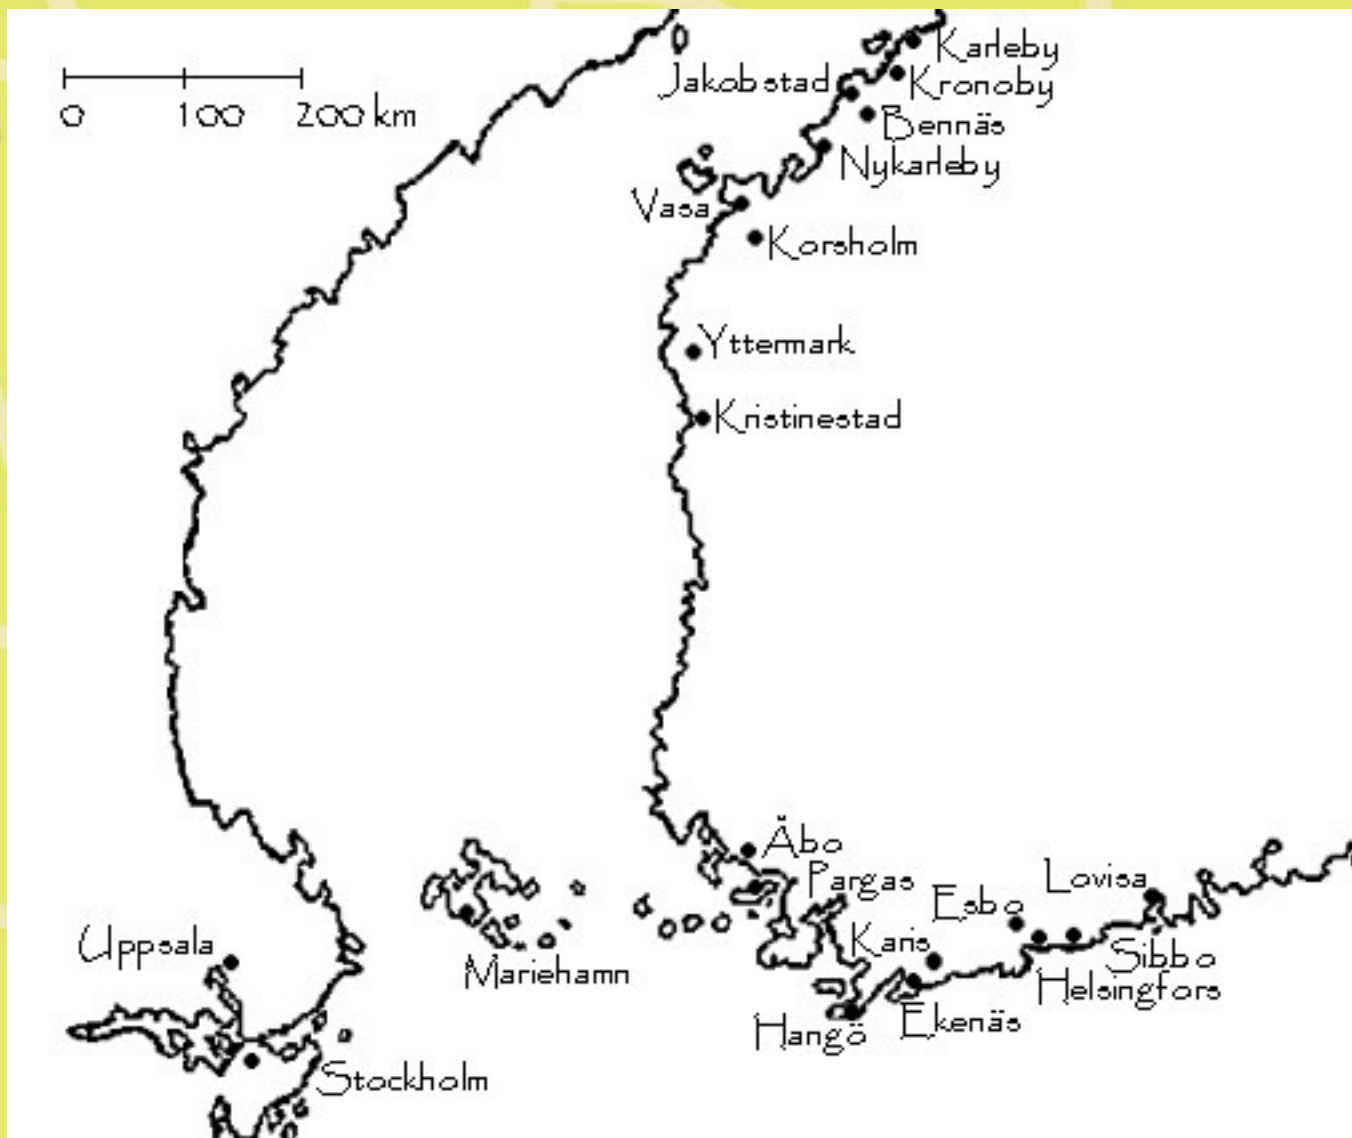 Karleby
Jakobstad
Kronoby
0 100 200 km
Bennäs
Nykarleby
Vasa
Korsholm
Yttermark
Kristinestad
Åbo
Pargas
Lovisa
Esbo
Uppsala
Karis
Sibbo
Mariehamn
Helsingfors
Hangö
Ekenäs
Stockholm